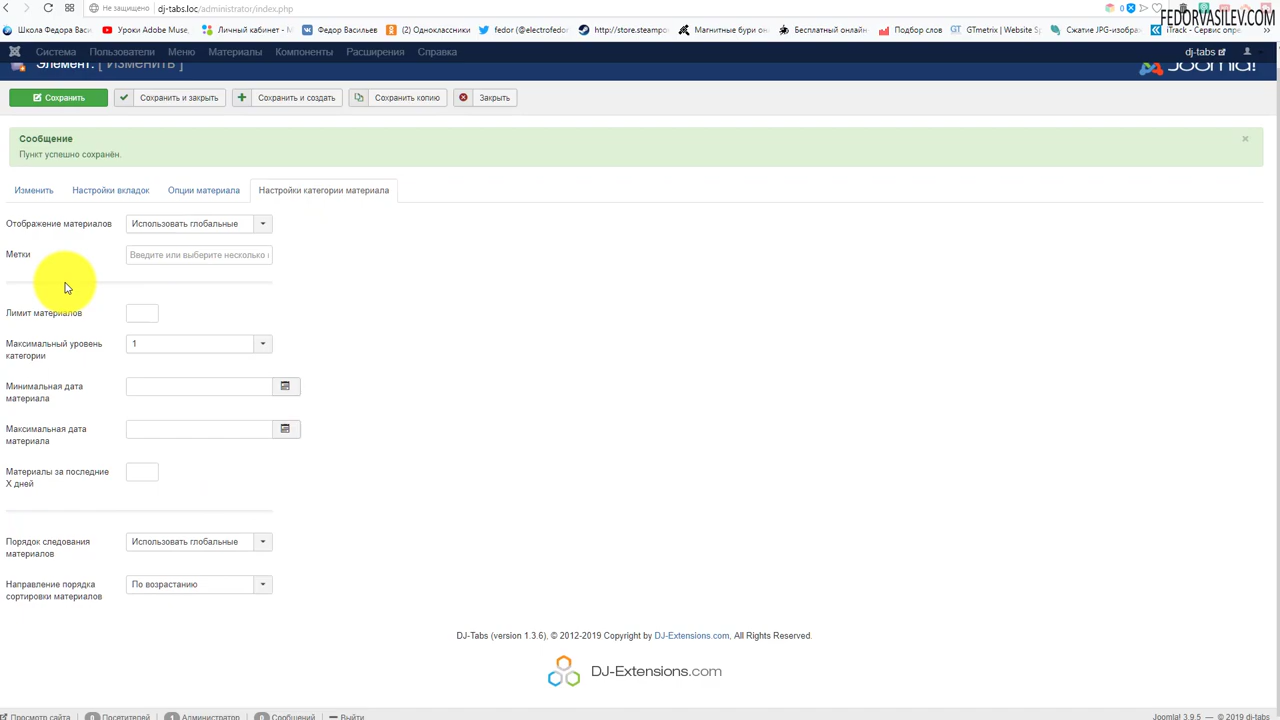 Не защищено
dj-tabs.loc/administrator/index.php
FEDORVASILEV.COM
Школа Федора Васи
Уроки Adobe Muse,
Личный кабинет - М
Федор Васильев
(2) Одноклассники
fedor (@electrofedor
http://store.steampo
Магнитные бури он
Бесплатный онлайн
Подбор слов
GTmetrix | Website S
Сжатие JPG-изобра
iTrack - Сервис опре
»
Система
Пользователи
Меню
Материалы
Компоненты
Расширения
Справка
dj-tabs
Элемент: [ Изменить ]
Joomla!
Сохранить
Сохранить и закрыть
Сохранить и создать
Сохранить копию
Закрыть
Сообщение
×
Пункт успешно сохранён.
Изменить
Настройки вкладок
Опции материала
Настройки категории материала
Отображение материалов
Использовать глобальные
Метки
Введите или выберите несколько
Лимит материалов
Максимальный уровень
категории
1
Минимальная дата
материала
Максимальная дата
материала
Материалы за последние
X дней
Порядок следования
материалов
Использовать глобальные
Направление порядка
сортировки материалов
По возрастанию
DJ-Tabs (version 1.3.6), © 2012-2019 Copyright by DJ-Extensions.com, All Rights Reserved.
DJ-Extensions.com
Просмотр сайта
0 Посетителей
1 Администратор
0 Сообщений
Выйти
Joomla! 3.9.5 — © 2019 dj-tabs